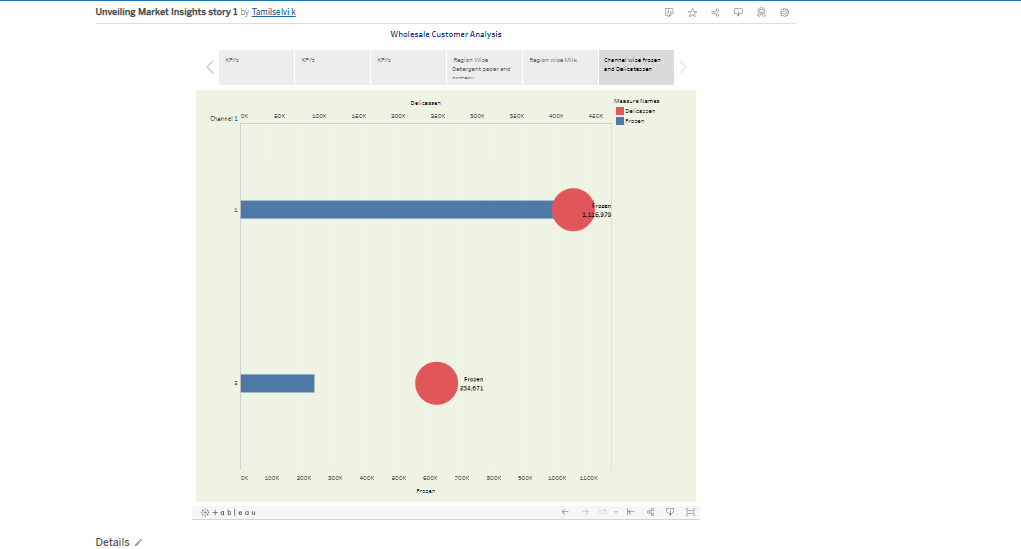 Unveiling Market Insights story 1 by Tamilselvi k
Wholesale Customer Analysis
KPI's
KPI's
KPI's
Region Wise
Detergent paper and
Region wise Milk
Channel wise frozen
and Delicatessen
Delicassen
Channel 1 0K 50K 100K 150K 200K 250K 300K 350K 400K 450K
Measure Names
Delicassen
Frozen
1
Frozen
1,116,979
2
Frozen
234,671
0K 100K 200K 300K 400K 500K 600K 700K 800K 900K 1000K 1100K
Frozen
+ableau
Details